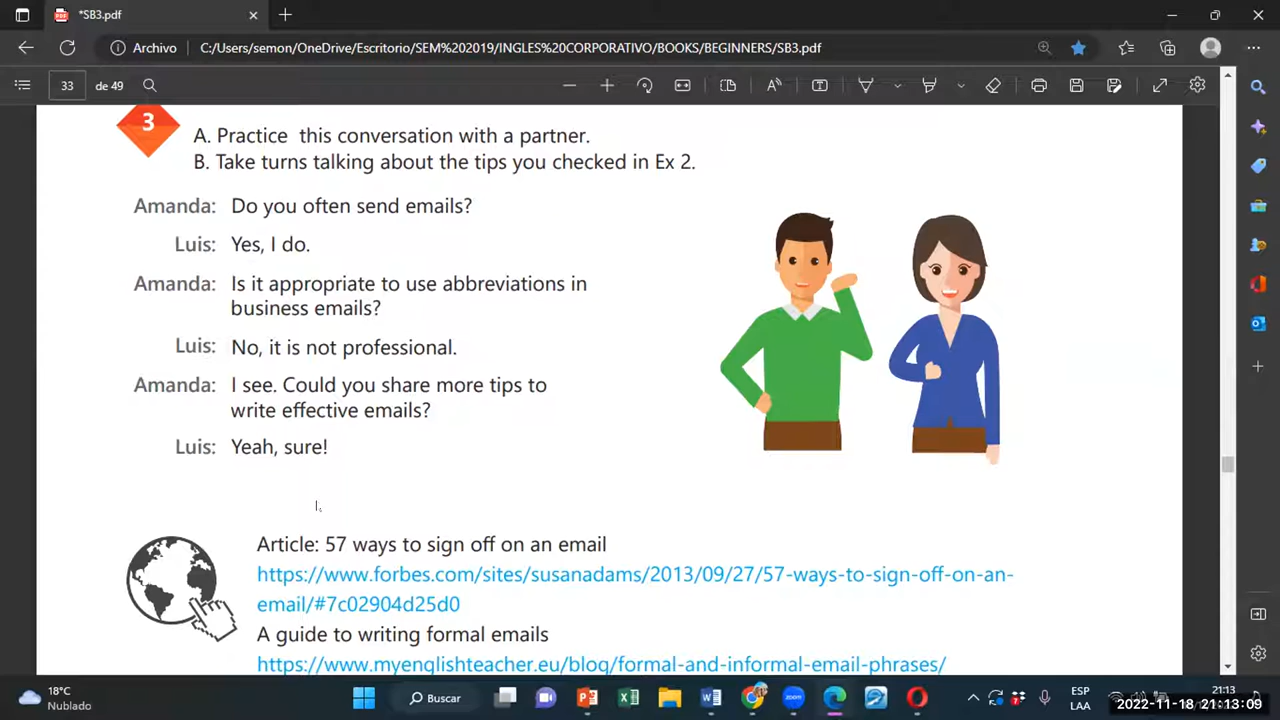 *SB3.pdf
Archivo C:/Users/semon/OneDrive/Escritorio/SEM%202019/INGLES%20CORPORATIVO/BOOKS/BEGINNERS/SB3.pdf
33 de 49
3
A. Practice this conversation with a partner.
B. Take turns talking about the tips you checked in Ex 2.
Amanda: Do you often send emails?
Luis: Yes, I do.
Amanda: Is it appropriate to use abbreviations in
business emails?
Luis: No, it is not professional.
Amanda: I see. Could you share more tips to
write effective emails?
Luis: Yeah, sure!
Article: 57 ways to sign off on an email
https://www.forbes.com/sites/susanadams/2013/09/27/57-ways-to-sign-off-on-an-
email/#7c02904d25d0
A guide to writing formal emails
https://www.myenglishteacher.eu/blog/formal-and-informal-email-phrases/
18°C
Nublado
Buscar
zoom
ESP
LAA
21:13
2022-11-18 21:13:09